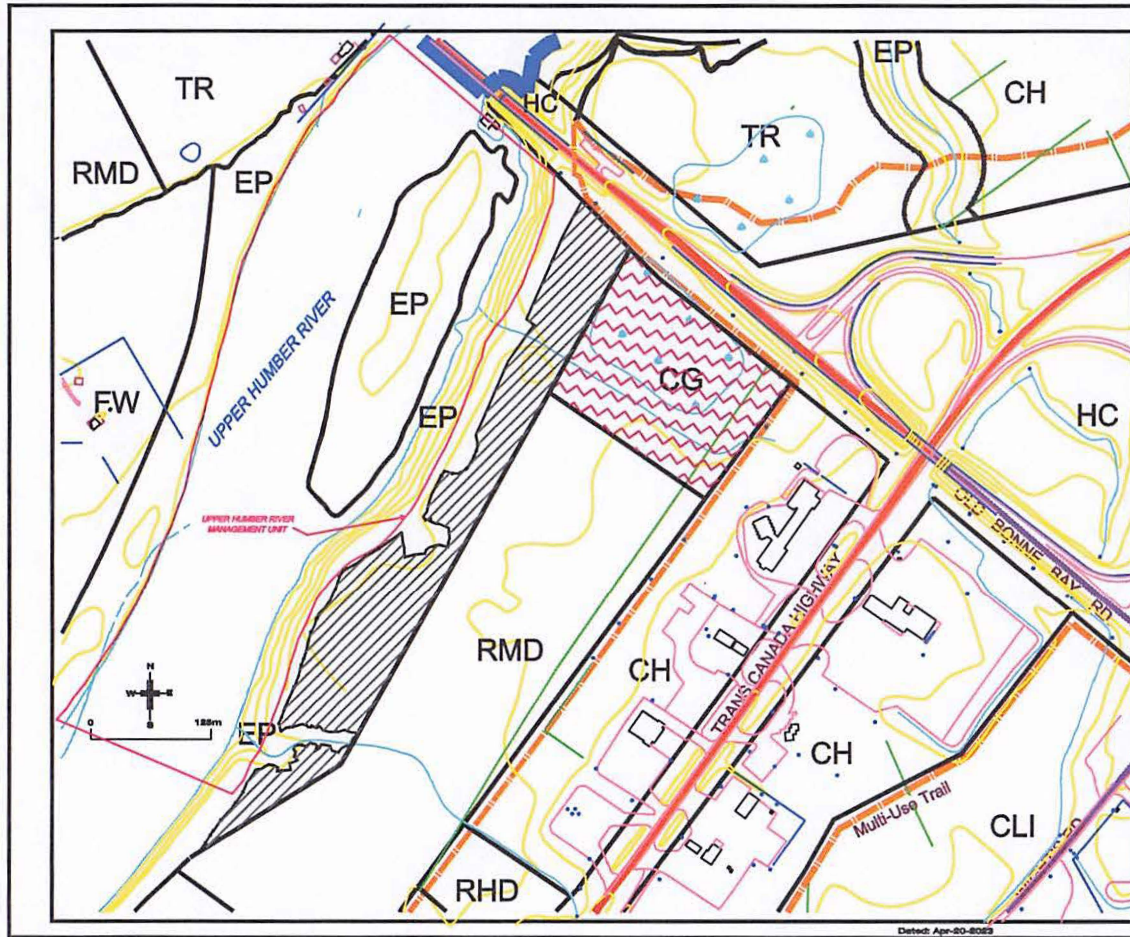 EP
CH
TR
HC
EP
TR
RMD
EP
UPPER HUMBER RIVER
EP
CG
FW
EP
HC
UPPER HUMBER RIVER
MANAGEMENT UNIT
OLD BONNE BAY RD
TRANS CANADA HIGHWAY
RMD
CH
N
W E
S
0 125m
EP
CH
Multi-Use Trail
CLI
RHD
Dated: Apr-20-2023